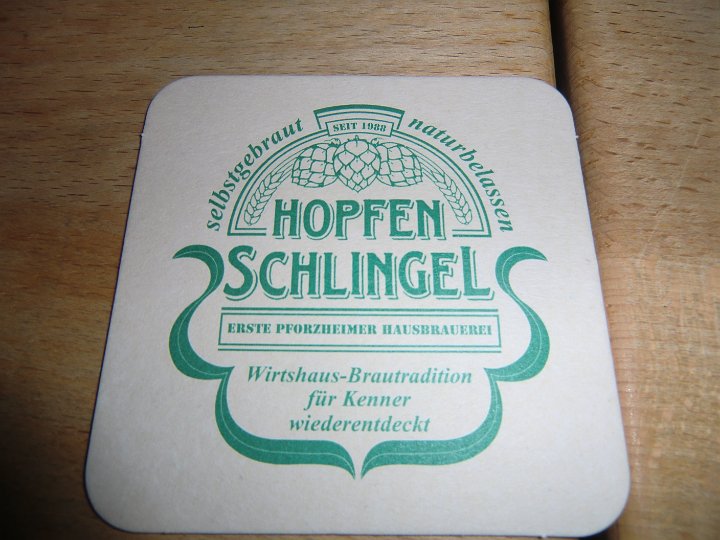 selbstgebraut
SEIT 1988
naturbelassen
HOPFEN
SCHLINGEL
ERSTE PFORZHEIMER HAUSBRAUEREI
Wirtshaus-Brautradition
für Kenner
wiederentdeckt